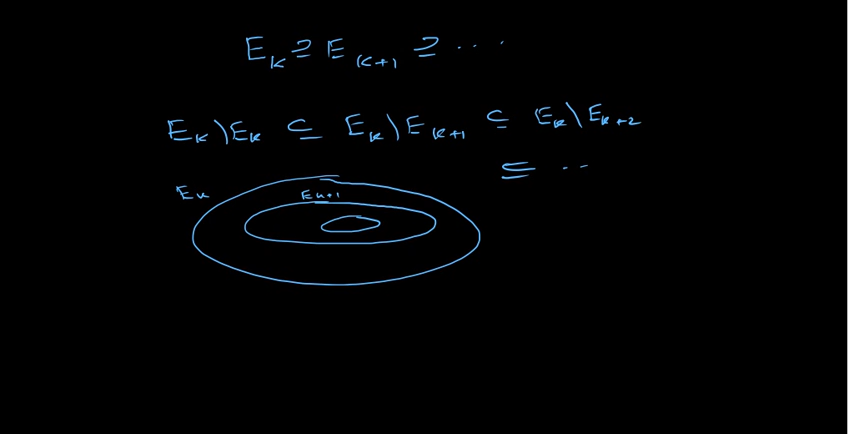 E_k ⊇ E_{k+1} ⊇ ...
E_k \ E_k ⊆ E_k \ E_{k+1} ⊆ E_k \ E_{k+2}
⊆ ..
E_k E_{k+1}